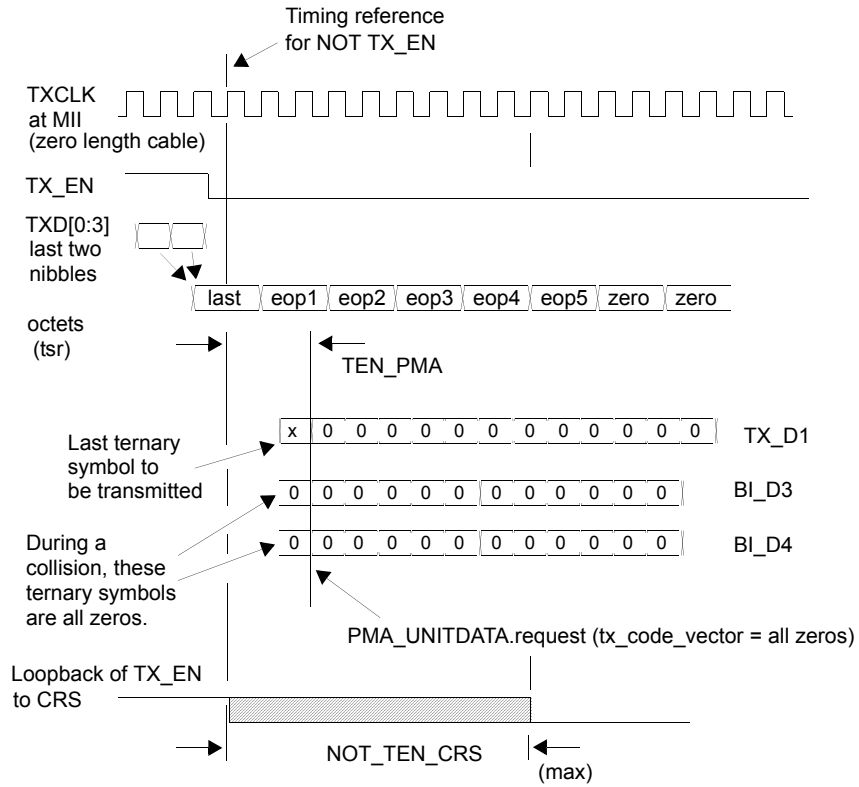 Timing reference
for NOT TX_EN
TXCLK
at MII
(zero length cable)
TX_EN
TXD[0:3]
last two
nibbles
last eop1 eop2 eop3 eop4 eop5 zero zero
octets
(tsr)
TEN_PMA
x 0 0 0 0 0 0 0 0 0 0 0 0 TX_D1
Last ternary
symbol to
be transmitted
0 0 0 0 0 0 0 0 0 0 0 0 BI_D3
0 0 0 0 0 0 0 0 0 0 0 0 BI_D4
During a
collision, these
ternary symbols
are all zeros.
PMA_UNITDATA.request (tx_code_vector = all zeros)
Loopback of TX_EN
to CRS
NOT_TEN_CRS
(max)